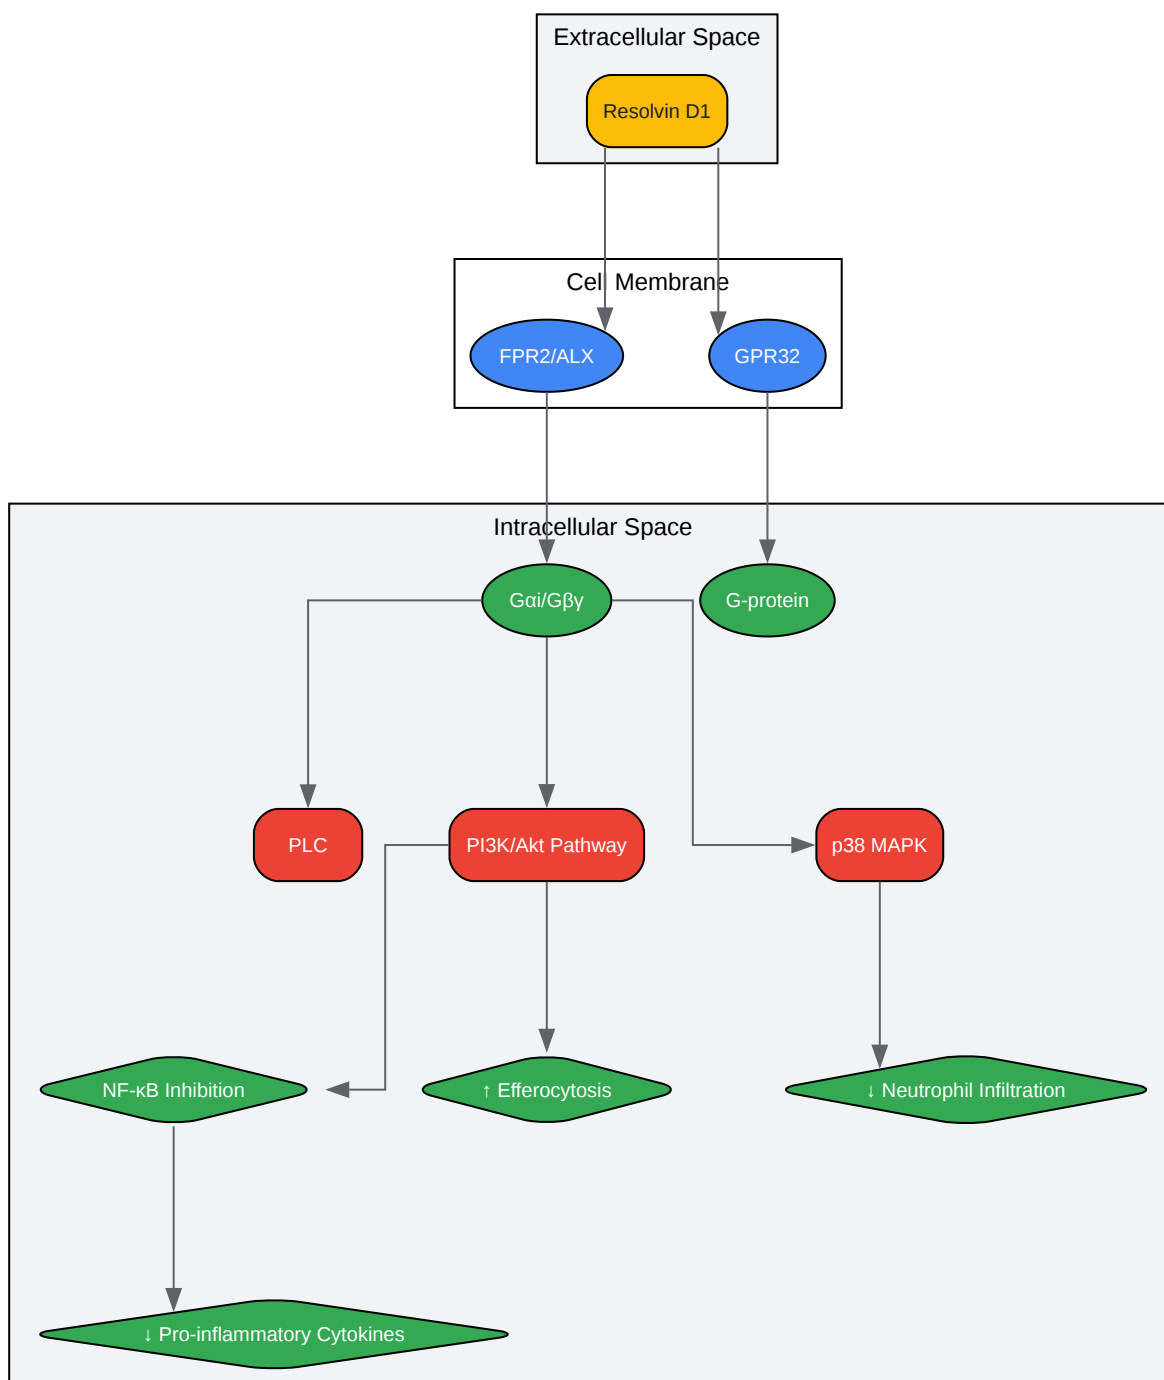 Extracellular Space
Resolvin D1
Cell Membrane
FPR2/ALX
GPR32
Intracellular Space
Gαi/Gβγ
G-protein
PLC
PI3K/Akt Pathway
p38 MAPK
NF-κB Inhibition
↑ Efferocytosis
↓ Neutrophil Infiltration
↓ Pro-inflammatory Cytokines